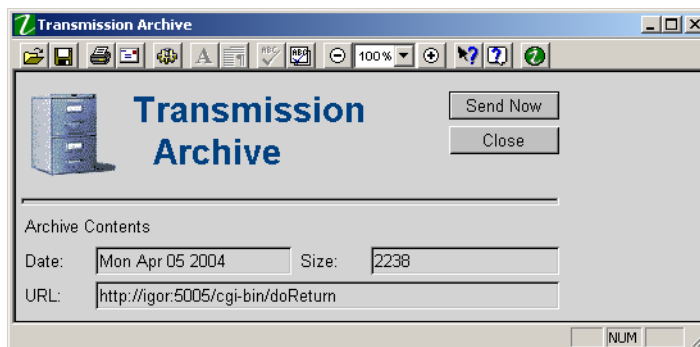 Transmission Archive
100%
Transmission
Archive
Send Now
Close
Archive Contents
Date: Mon Apr 05 2004 Size: 2238
URL: http://igor:5005/cgi-bin/doReturn
NUM